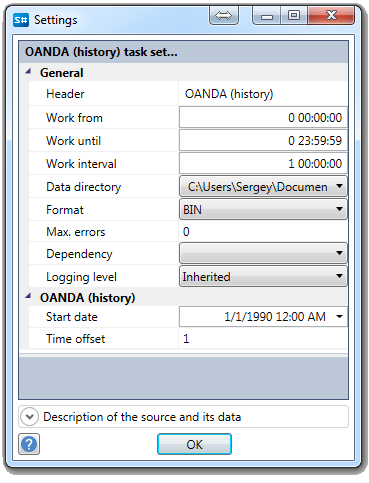 S# Settings
OANDA (history) task set...
General
Header OANDA (history)
Work from 0 00:00:00
Work until 0 23:59:59
Work interval 1 00:00:00
Data directory C:\Users\Sergey\Documen
Format BIN
Max. errors 0
Dependency
Logging level Inherited
OANDA (history)
Start date 1/1/1990 12:00 AM
Time offset 1
Description of the source and its data
? OK